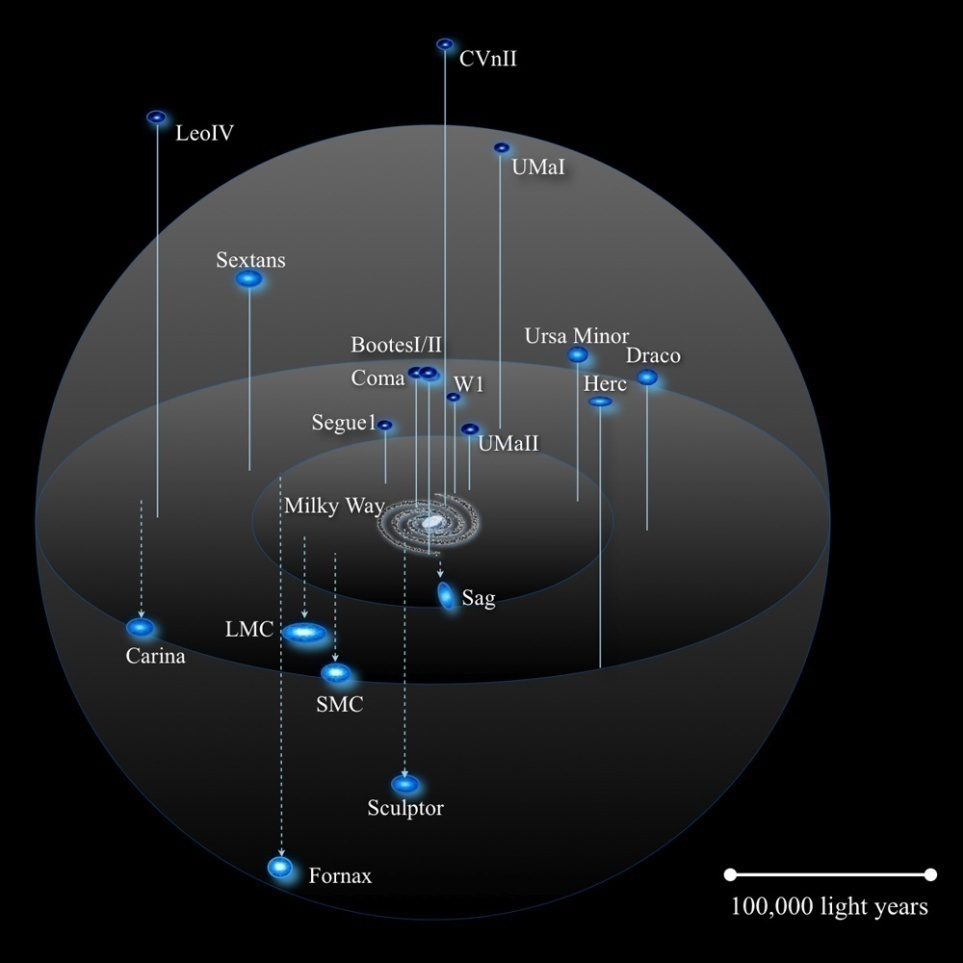 CVnII
LeoIV
UMaI
Sextans
Ursa Minor
BootesI/II
Draco
Coma
W1
Herc
Segue1
UMaII
Milky Way
Sag
LMC
Carina
SMC
Sculptor
Fornax
100,000 light years